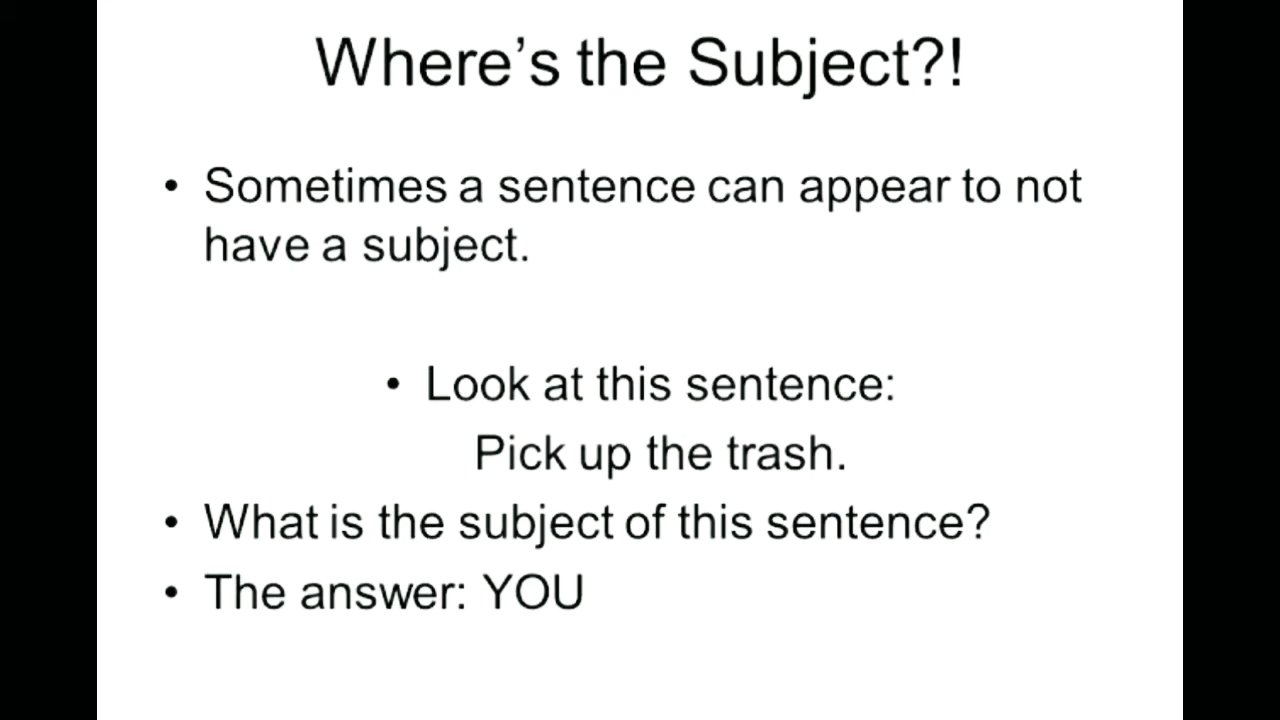 Where’s the Subject?!
• Sometimes a sentence can appear to not
have a subject.
• Look at this sentence:
Pick up the trash.
• What is the subject of this sentence?
• The answer: YOU